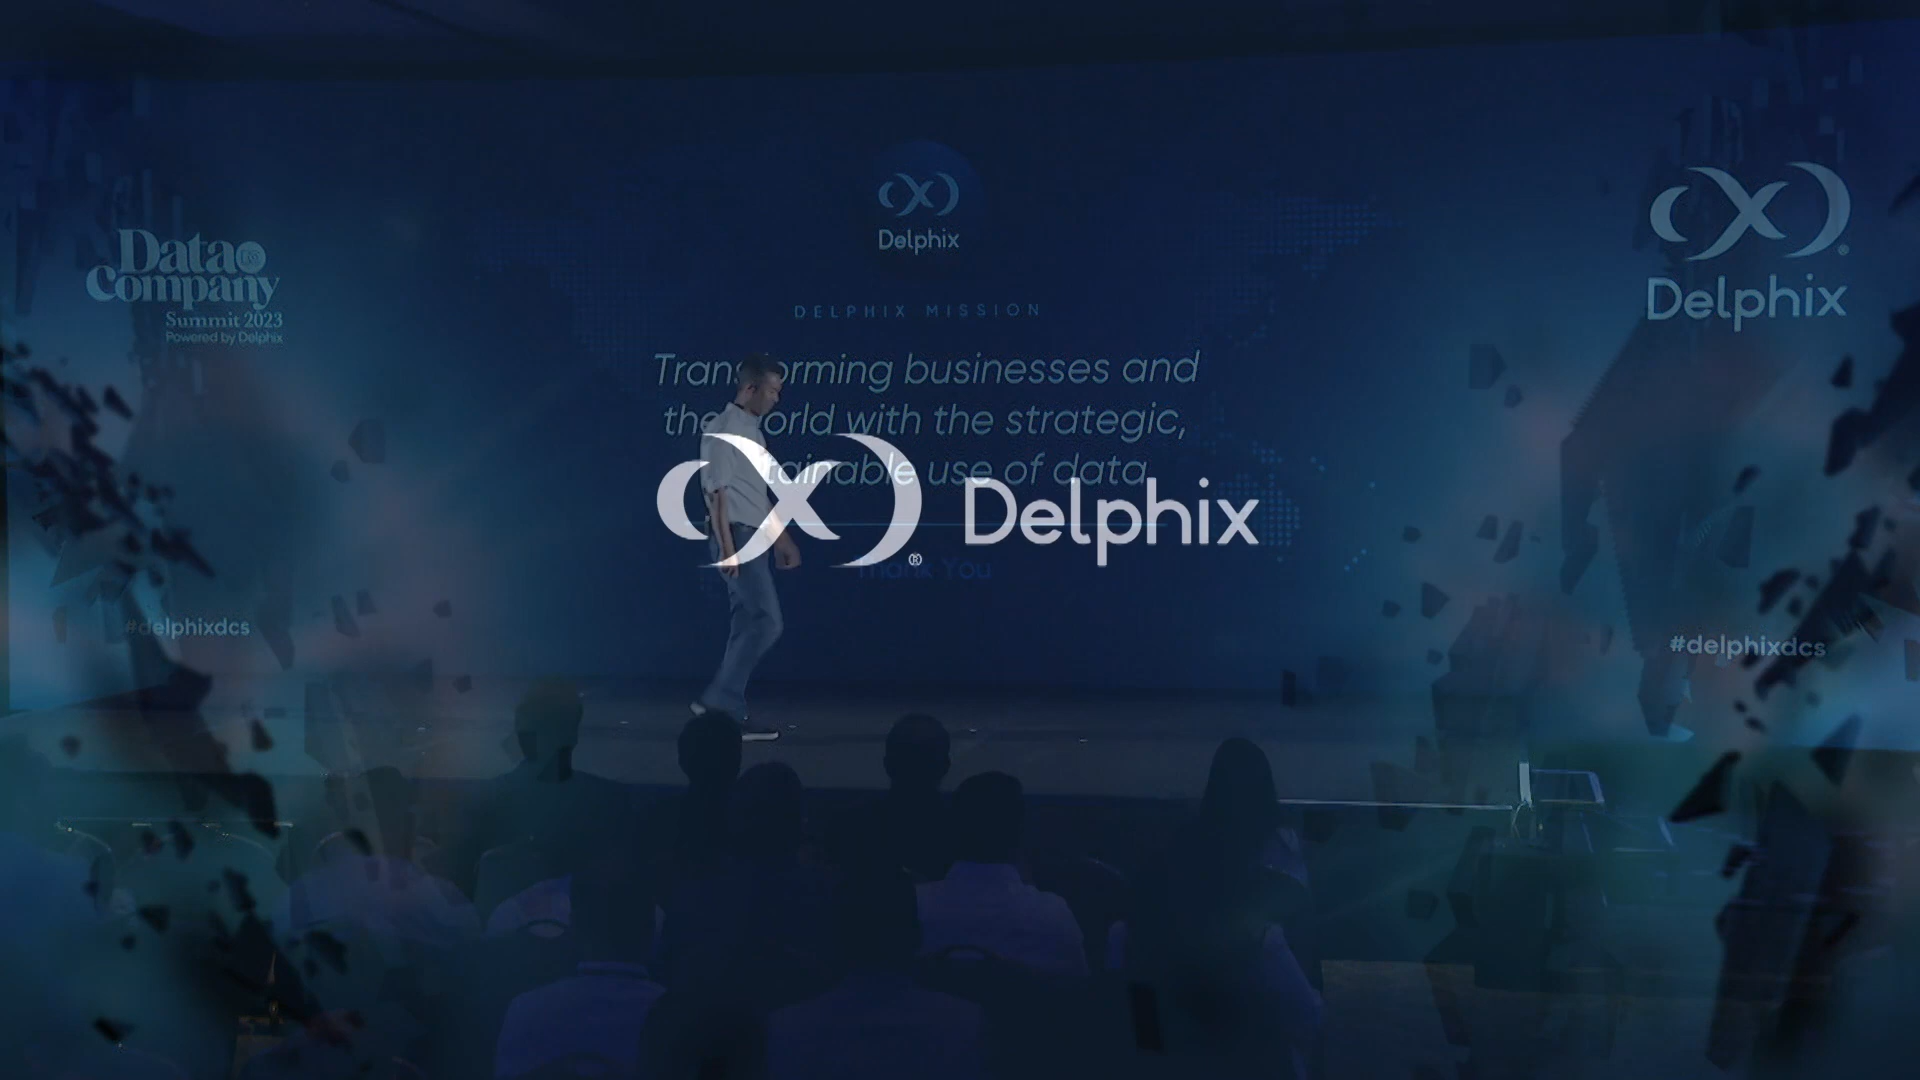 Delphix
Data
Company
Summit 2023
Powered by Delphix
Delphix
DELPHIX MISSION
Transforming businesses and
the world with the strategic,
tainable use of data
Delphix
Thank You
#delphixdcs
#delphixdcs